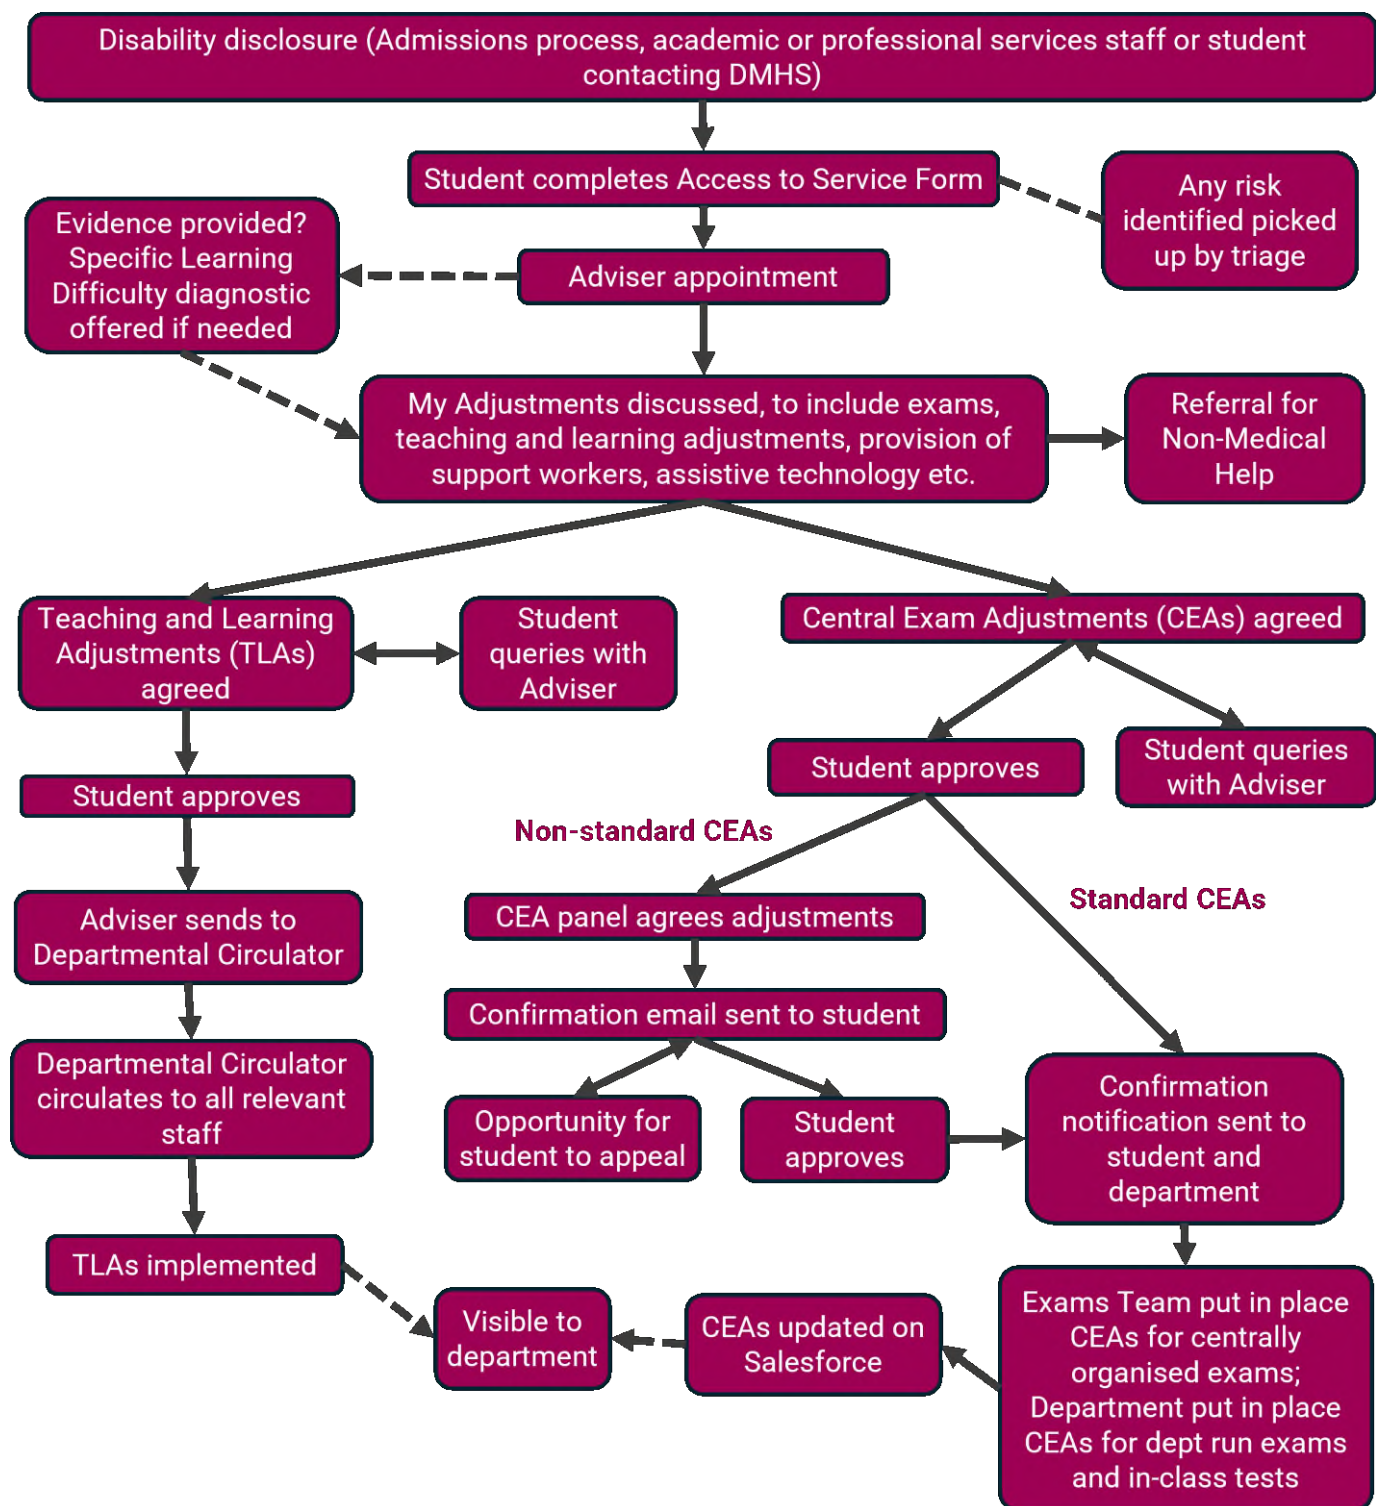 Disability disclosure (Admissions process, academic or professional services staff or student
contacting DMHS)
Student completes Access to Service Form
Any risk
identified picked
up by triage
Evidence provided?
Specific Learning
Difficulty diagnostic
offered if needed
Adviser appointment
My Adjustments discussed, to include exams,
teaching and learning adjustments, provision of
support workers, assistive technology etc.
Referral for
Non-Medical
Help
Teaching and Learning
Adjustments (TLAs)
agreed
Student
queries with
Adviser
Central Exam Adjustments (CEAs) agreed
Student approves
Student queries
with Adviser
Student approves
Non-standard CEAs
Standard CEAs
Adviser sends to
Departmental Circulator
CEA panel agrees adjustments
Confirmation email sent to student
Departmental Circulator
circulates to all relevant
staff
Opportunity for
student to appeal
Student
approves
Confirmation
notification sent to
student and
department
TLAs implemented
Visible to
department
CEAs updated on
Salesforce
Exams Team put in place
CEAs for centrally
organised exams;
Department put in place
CEAs for dept run exams
and in-class tests